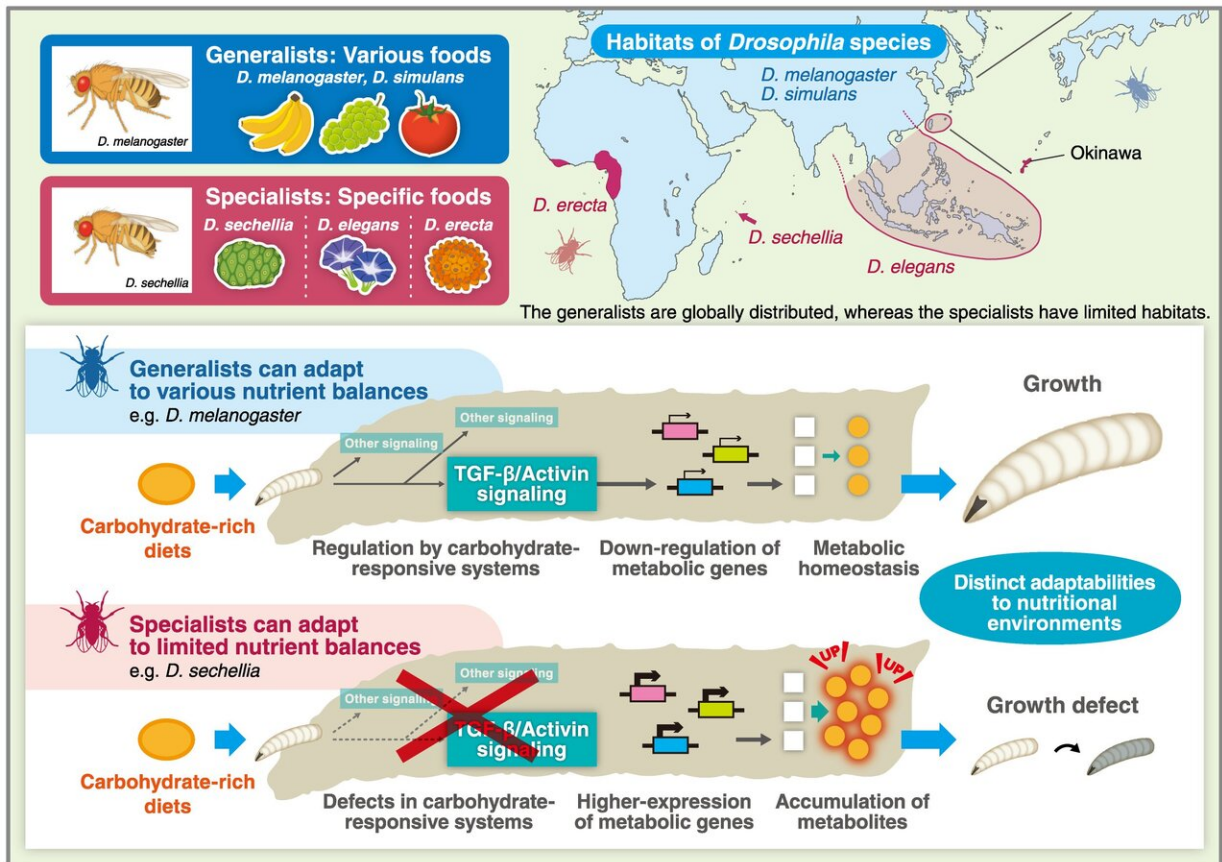 Generalists: Various foods
D. melanogaster, D. simulans
D. melanogaster
Specialists: Specific foods
D. sechellia
D. elegans
D. erecta
D. sechellia
Habitats of Drosophila species
D. melanogaster
D. simulans
Okinawa
D. erecta
D. sechellia
D. elegans
The generalists are globally distributed, whereas the specialists have limited habitats.
Generalists can adapt
to various nutrient balances
e.g. D. melanogaster
Carbohydrate-rich
diets
Other signaling
Other signaling
TGF-β/Activin
signaling
Regulation by carbohydrate-
responsive systems
Down-regulation of
metabolic genes
Metabolic
homeostasis
Growth
Distinct adaptabilities
to nutritional
environments
Specialists can adapt
to limited nutrient balances
e.g. D. sechellia
Carbohydrate-rich
diets
Other signaling
Other signaling
TGF-β/Activin
signaling
UP
UP
Defects in carbohydrate-
responsive systems
Higher-expression
of metabolic genes
Accumulation of
metabolites
Growth defect